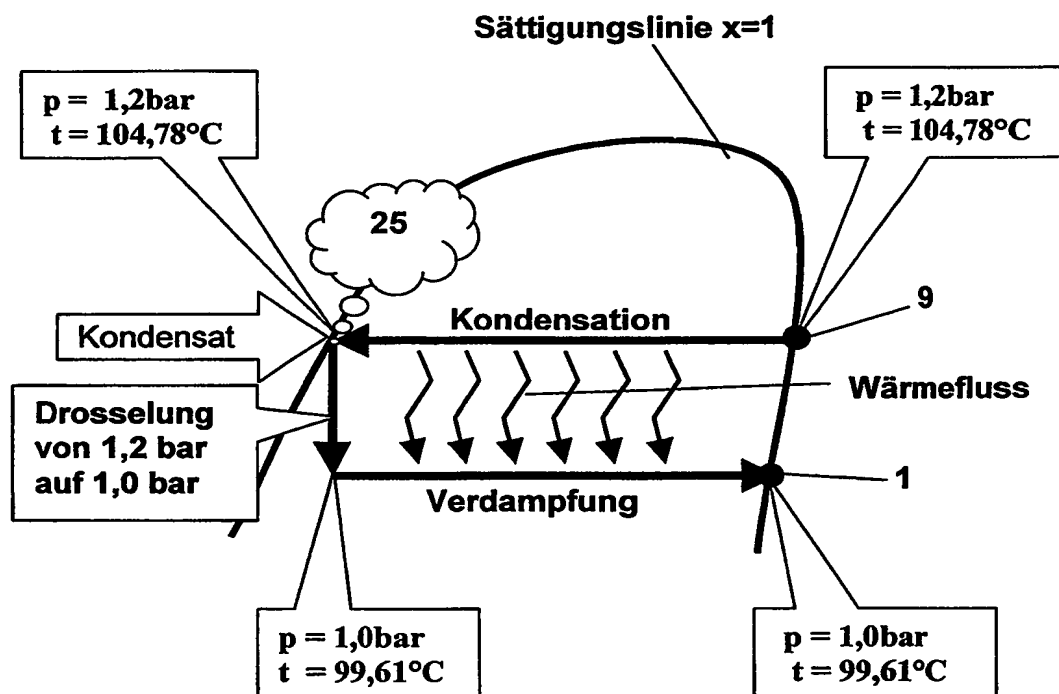 Sättigungslinie x=1
p = 1,2bar
t = 104,78°C
p = 1,2bar
t = 104,78°C
25
9
Kondensat
Kondensation
Wärmefluss
Drosselung
von 1,2 bar
auf 1,0 bar
1
Verdampfung
p = 1,0bar
t = 99,61°C
p = 1,0bar
t = 99,61°C